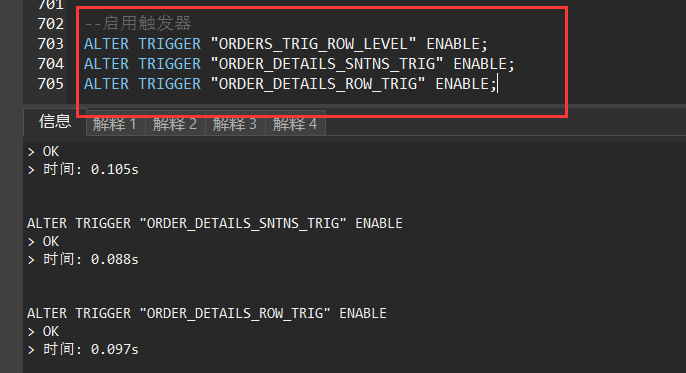 701
702 --启用触发器
703 ALTER TRIGGER "ORDERS_TRIG_ROW_LEVEL" ENABLE;
704 ALTER TRIGGER "ORDER_DETAILS_SNTNS_TRIG" ENABLE;
705 ALTER TRIGGER "ORDER_DETAILS_ROW_TRIG" ENABLE;
信息 解释 1 解释 2 解释 3 解释 4
> OK
> 时间: 0.105s
ALTER TRIGGER "ORDER_DETAILS_SNTNS_TRIG" ENABLE
> OK
> 时间: 0.088s
ALTER TRIGGER "ORDER_DETAILS_ROW_TRIG" ENABLE
> OK
> 时间: 0.097s